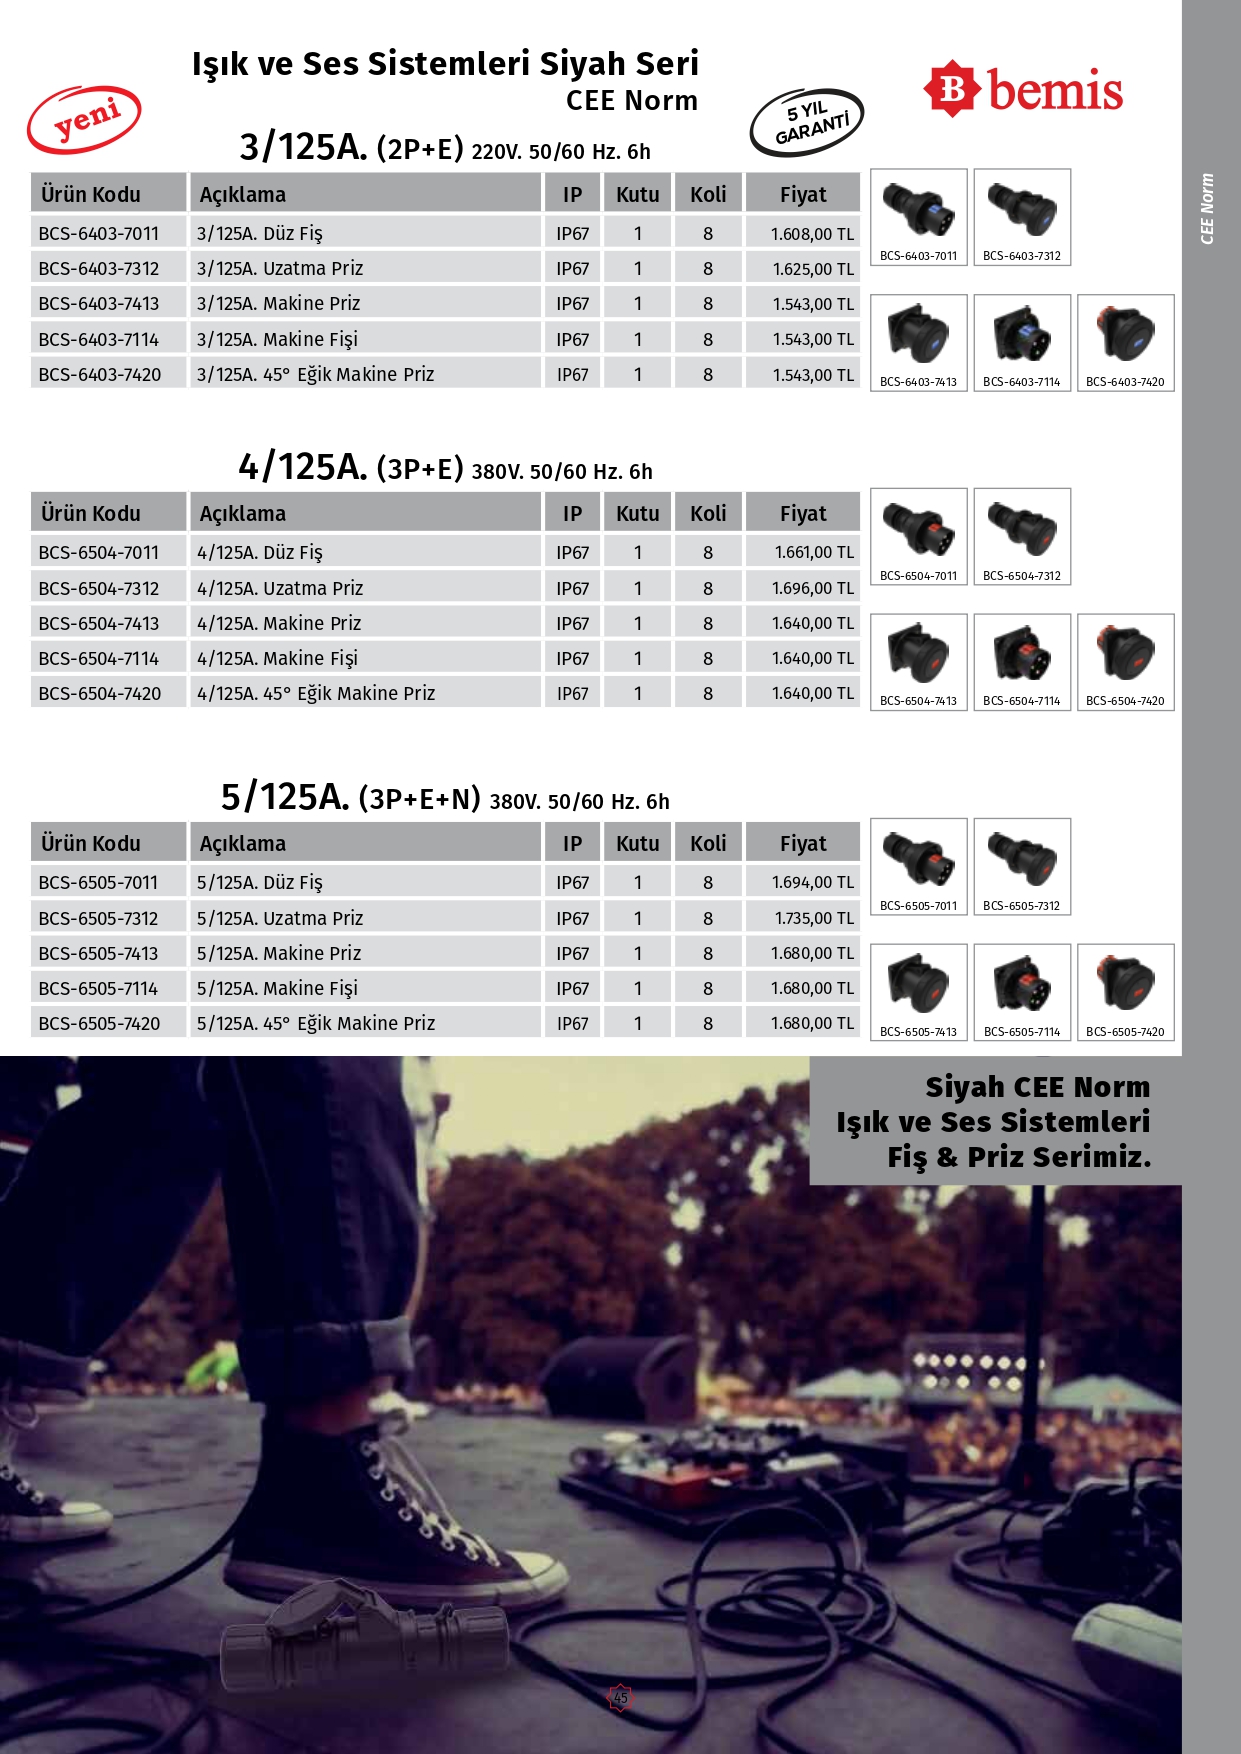 Işık ve Ses Sistemleri Siyah Seri
CEE Norm
yeni
5 YIL
GARANTİ
B bemis
CEE Norm
3/125A. (2P+E) 220V. 50/60 Hz. 6h
Ürün Kodu Açıklama IP Kutu Koli Fiyat
BCS-6403-7011 3/125A. Düz Fiş IP67 1 8 1.608,00 TL
BCS-6403-7312 3/125A. Uzatma Priz IP67 1 8 1.625,00 TL
BCS-6403-7413 3/125A. Makine Priz IP67 1 8 1.543,00 TL
BCS-6403-7114 3/125A. Makine Fişi IP67 1 8 1.543,00 TL
BCS-6403-7420 3/125A. 45° Eğik Makine Priz IP67 1 8 1.543,00 TL
BCS-6403-7011 BCS-6403-7312
BCS-6403-7413 BCS-6403-7114 BCS-6403-7420
4/125A. (3P+E) 380V. 50/60 Hz. 6h
Ürün Kodu Açıklama IP Kutu Koli Fiyat
BCS-6504-7011 4/125A. Düz Fiş IP67 1 8 1.661,00 TL
BCS-6504-7312 4/125A. Uzatma Priz IP67 1 8 1.696,00 TL
BCS-6504-7413 4/125A. Makine Priz IP67 1 8 1.640,00 TL
BCS-6504-7114 4/125A. Makine Fişi IP67 1 8 1.640,00 TL
BCS-6504-7420 4/125A. 45° Eğik Makine Priz IP67 1 8 1.640,00 TL
BCS-6504-7011 BCS-6504-7312
BCS-6504-7413 BCS-6504-7114 BCS-6504-7420
5/125A. (3P+E+N) 380V. 50/60 Hz. 6h
Ürün Kodu Açıklama IP Kutu Koli Fiyat
BCS-6505-7011 5/125A. Düz Fiş IP67 1 8 1.694,00 TL
BCS-6505-7312 5/125A. Uzatma Priz IP67 1 8 1.735,00 TL
BCS-6505-7413 5/125A. Makine Priz IP67 1 8 1.680,00 TL
BCS-6505-7114 5/125A. Makine Fişi IP67 1 8 1.680,00 TL
BCS-6505-7420 5/125A. 45° Eğik Makine Priz IP67 1 8 1.680,00 TL
BCS-6505-7011 BCS-6505-7312
BCS-6505-7413 BCS-6505-7114 BCS-6505-7420
Siyah CEE Norm
Işık ve Ses Sistemleri
Fiş & Priz Serimiz.
45